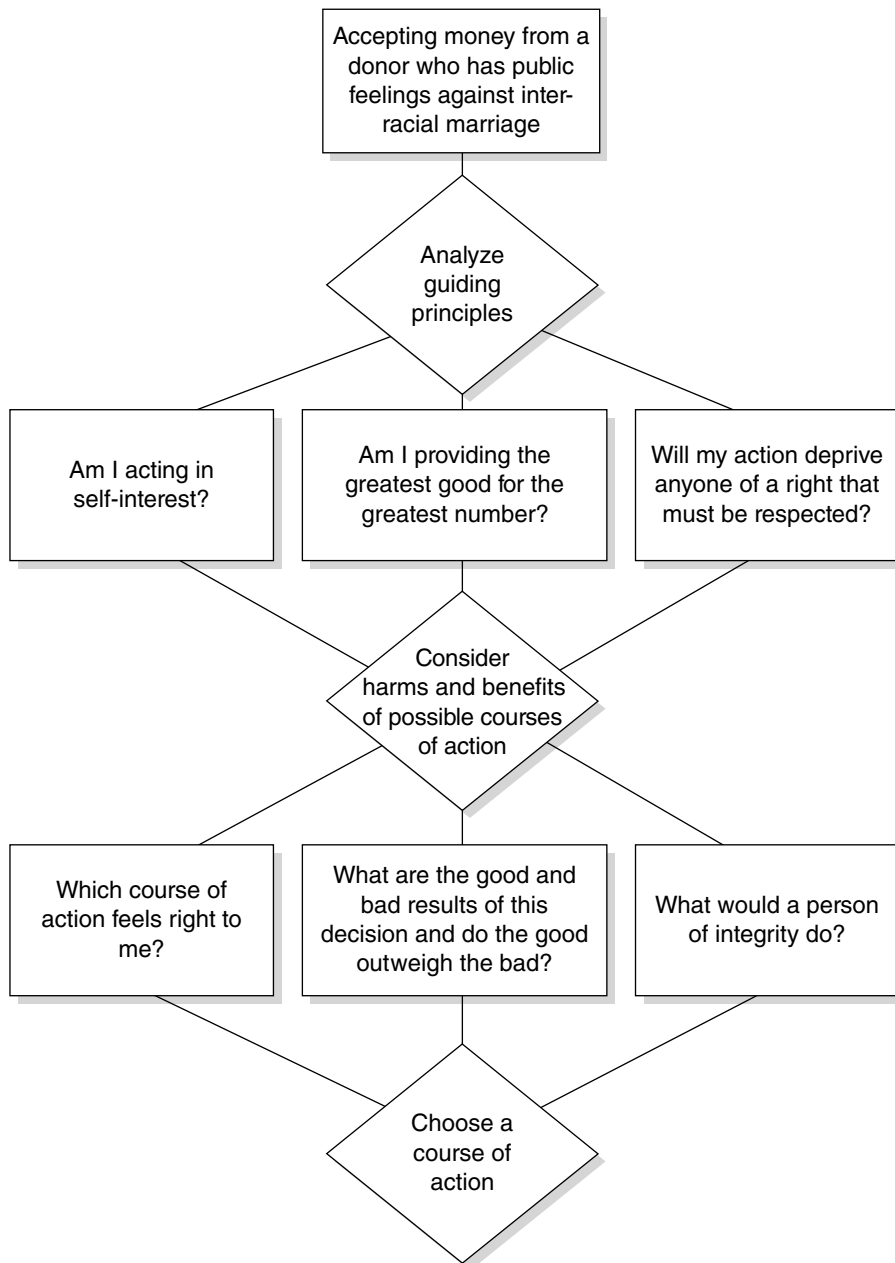 Accepting money from a
donor who has public
feelings against inter-
racial marriage
Analyze
guiding
principles
Am I acting in
self-interest?
Am I providing the
greatest good for the
greatest number?
Will my action deprive
anyone of a right that
must be respected?
Consider
harms and benefits
of possible courses
of action
Which course of
action feels right to
me?
What are the good and
bad results of this
decision and do the good
outweigh the bad?
What would a person
of integrity do?
Choose a
course of
action